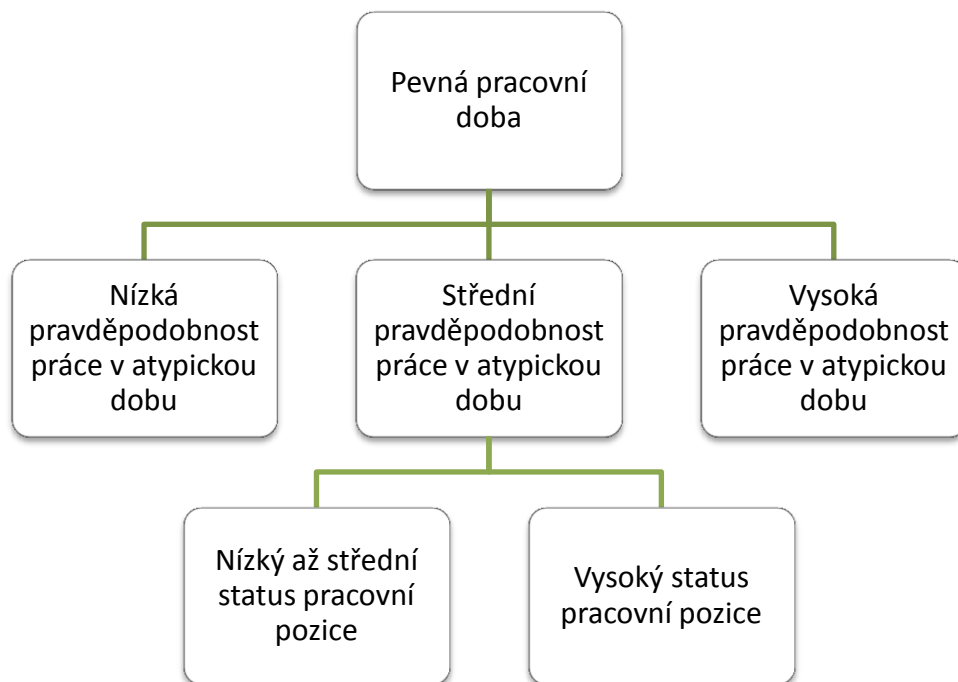 Pevná pracovní
doba
Nízká
pravděpodobnost
práce v atypickou
dobu
Střední
pravděpodobnost
práce v atypickou
dobu
Vysoká
pravděpodobnost
práce v atypickou
dobu
Nízký až střední
status pracovní
pozice
Vysoký status
pracovní pozice